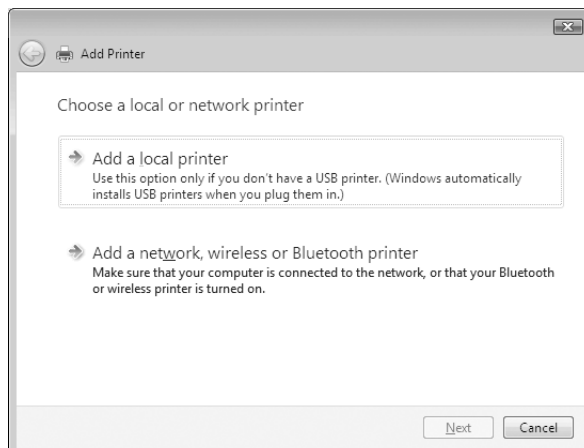 Add Printer
Choose a local or network printer
Add a local printer
Use this option only if you don't have a USB printer. (Windows automatically
installs USB printers when you plug them in.)
Add a network, wireless or Bluetooth printer
Make sure that your computer is connected to the network, or that your Bluetooth
or wireless printer is turned on.
Next
Cancel